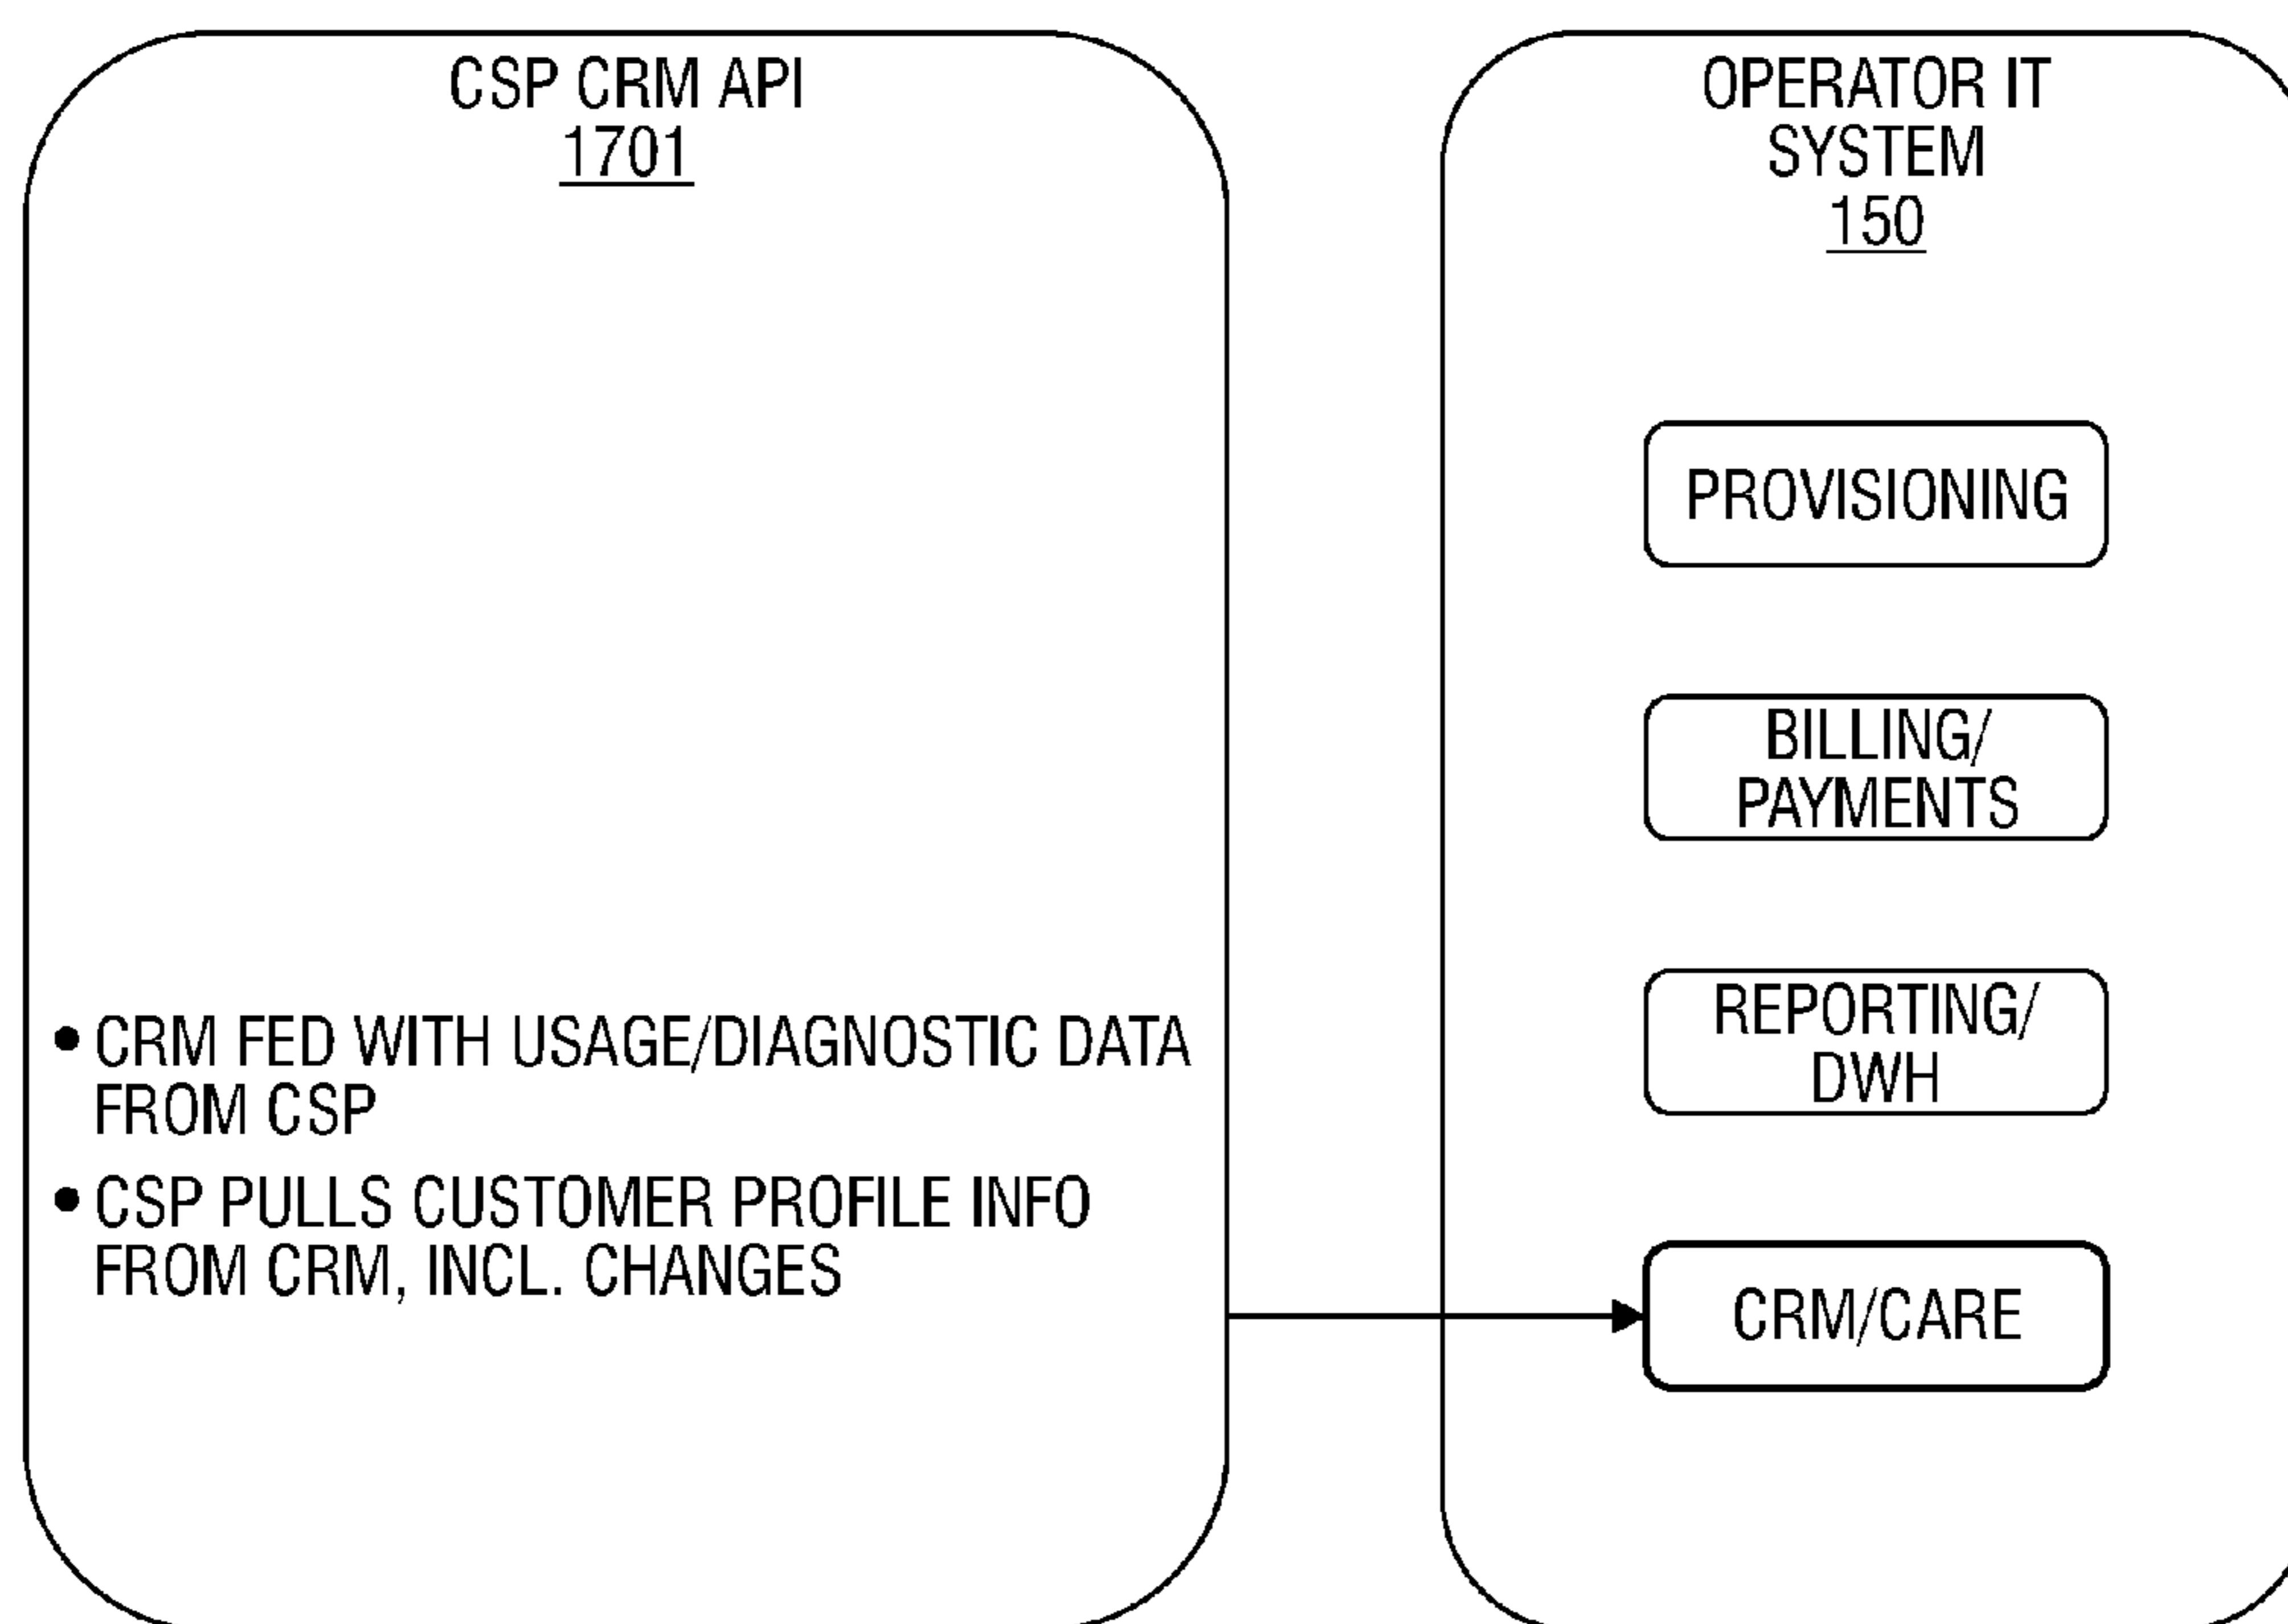 CSP CRM API
1701
● CRM FED WITH USAGE/DIAGNOSTIC DATA
FROM CSP
● CSP PULLS CUSTOMER PROFILE INFO
FROM CRM, INCL. CHANGES
OPERATOR IT
SYSTEM
150
PROVISIONING
BILLING/
PAYMENTS
REPORTING/
DWH
CRM/CARE